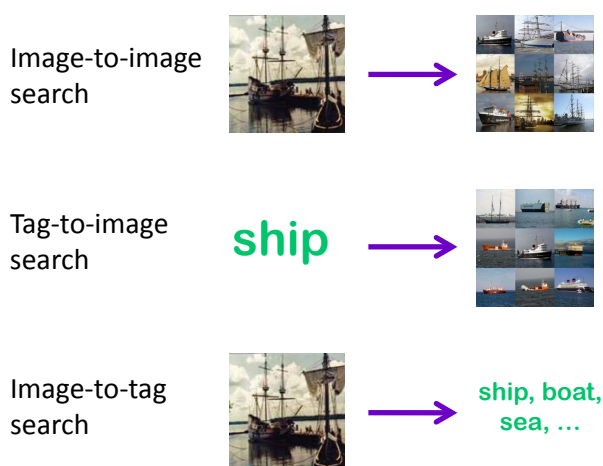 Image-to-image
search
Tag-to-image
search
ship
Image-to-tag
search
ship, boat,
sea, …